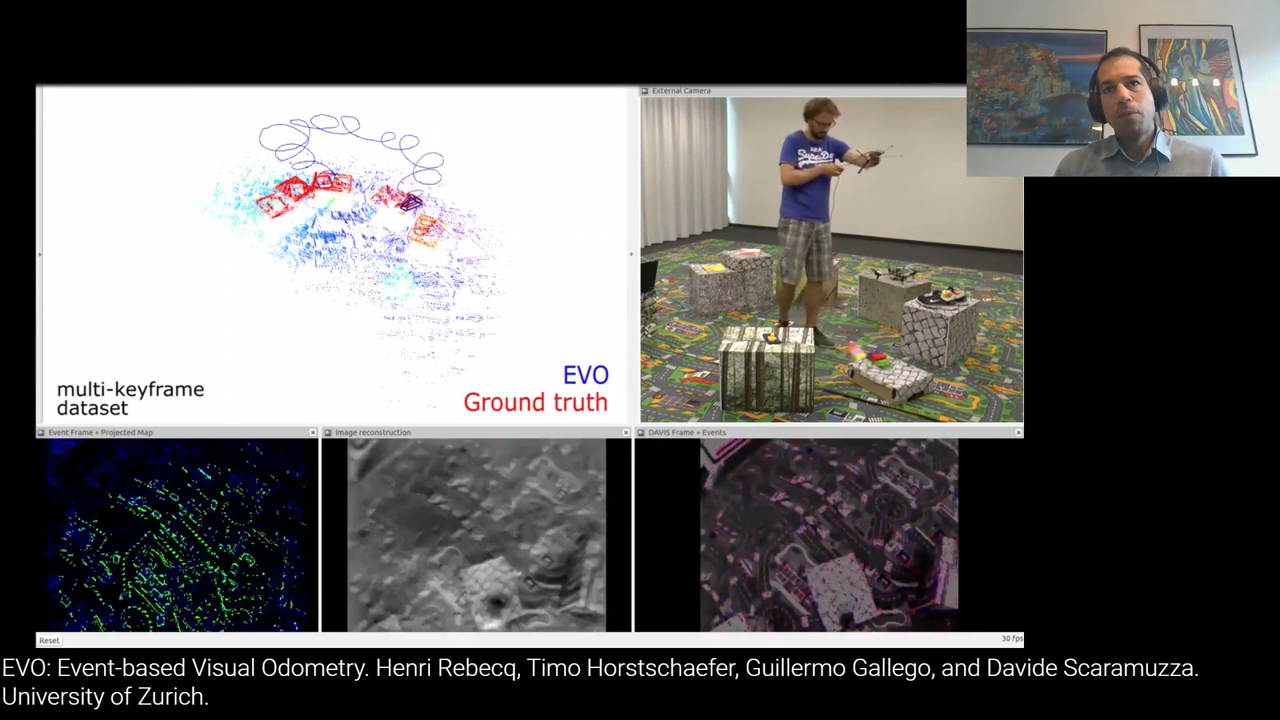 External Camera
SuperDry
EVO
Ground truth
multi-keyframe
dataset
Event Frame + Projected Map
Image reconstruction
DAVIS Frame + Events
Reset
30 fps
EVO: Event-based Visual Odometry. Henri Rebecq, Timo Horstschaefer, Guillermo Gallego, and Davide Scaramuzza.
University of Zurich.